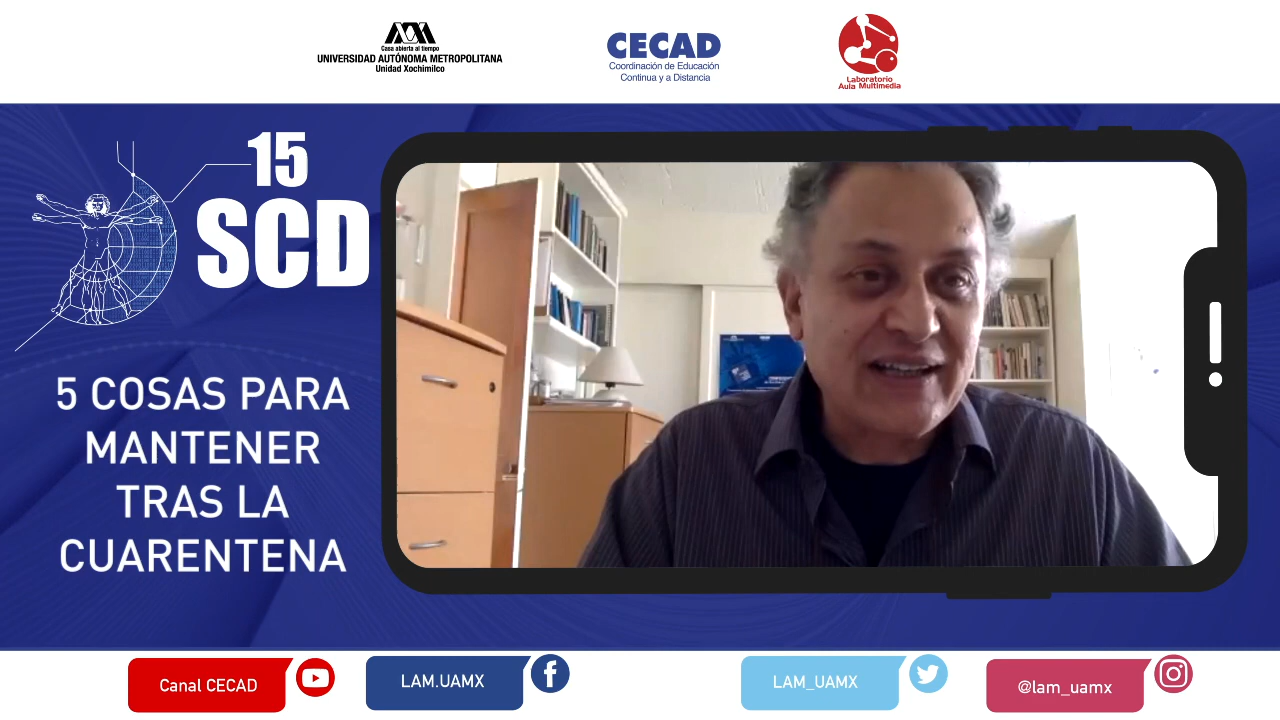 Casa abierta al tiempo
UNIVERSIDAD AUTÓNOMA METROPOLITANA
Unidad Xochimilco
CECAD
Coordinación de Educación
Continua y a Distancia
Laboratorio
Aula Multimedia
15
SCD
5 COSAS PARA
MANTENER
TRAS LA
CUARENTENA
Canal CECAD
LAM.UAMX
LAM_UAMX
@lam_uamx